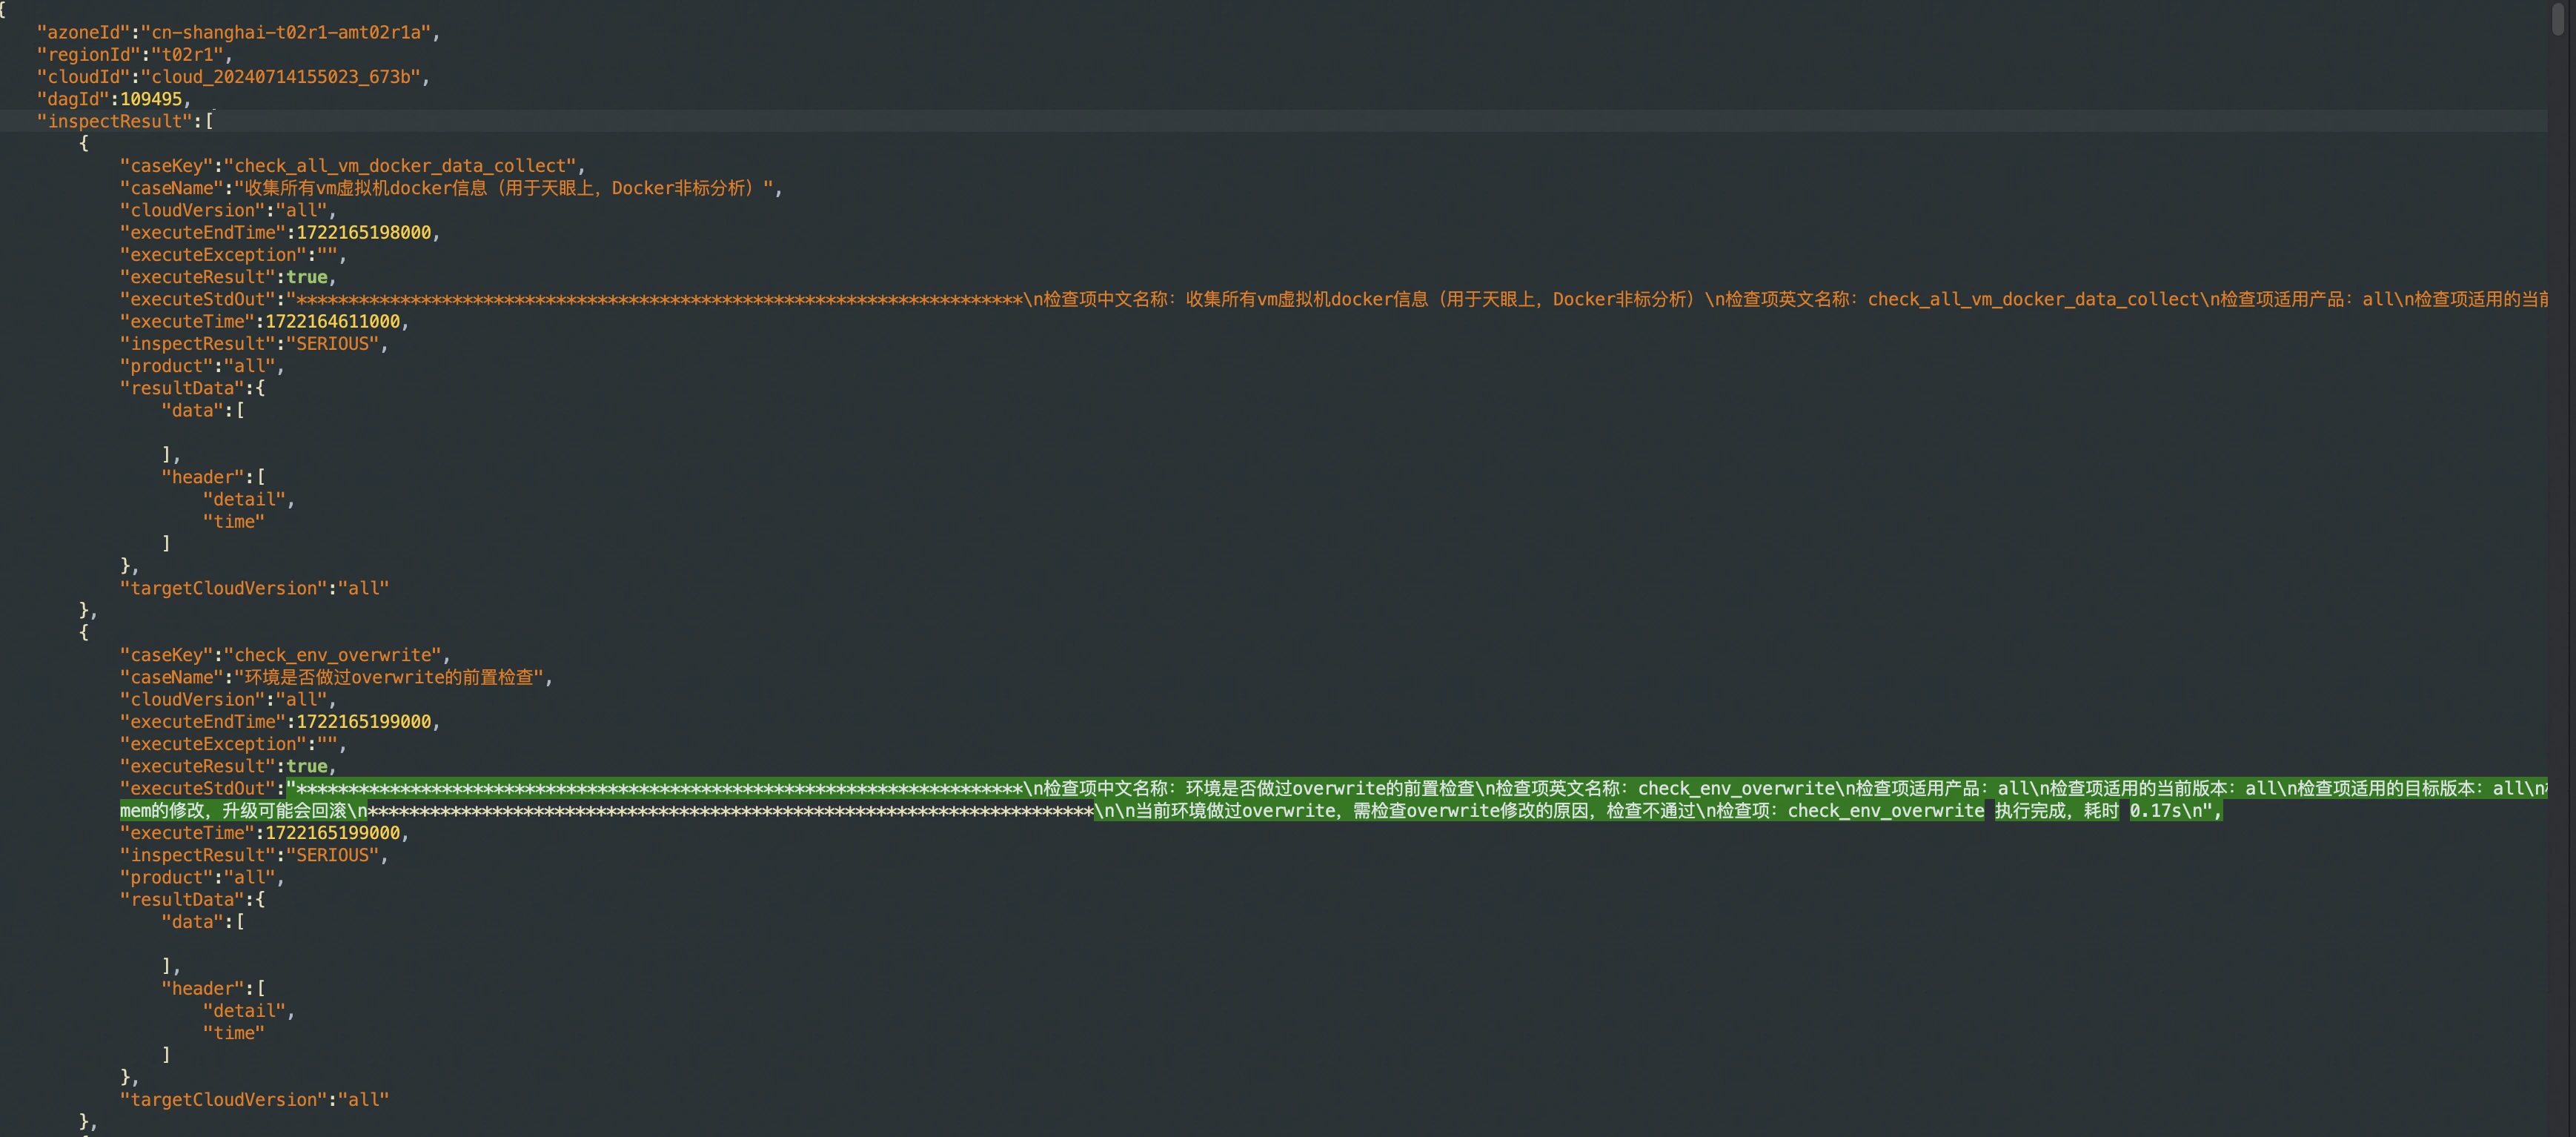 {
"azoneId":"cn-shanghai-t02r1-amt02r1a",
"regionId":"t02r1",
"cloudId":"cloud_20240714155023_673b",
"dagId":109495,
"inspectResult":[
{
"caseKey":"check_all_vm_docker_data_collect",
"caseName":"收集所有vm虚拟机docker信息（用于天眼上，Docker非标分析）",
"cloudVersion":"all",
"executeEndTime":1722165198000,
"executeException":"",
"executeResult":true,
"executeStdOut":"**********************************************************************\n检查项中文名称：收集所有vm虚拟机docker信息（用于天眼上，Docker非标分析）\n检查项英文名称：check_all_vm_docker_data_collect\n检查项适用产品：all\n检查项适用的当前
"executeTime":1722164611000,
"inspectResult":"SERIOUS",
"product":"all",
"resultData":{
"data":[
],
"header":[
"detail",
"time"
]
},
"targetCloudVersion":"all"
},
{
"caseKey":"check_env_overwrite",
"caseName":"环境是否做过overwrite的前置检查",
"cloudVersion":"all",
"executeEndTime":1722165199000,
"executeException":"",
"executeResult":true,
"executeStdOut":"**********************************************************************\n检查项中文名称：环境是否做过overwrite的前置检查\n检查项英文名称：check_env_overwrite\n检查项适用产品：all\n检查项适用的当前版本：all\n检查项适用的目标版本：all\n
mem的修改，升级可能会回滚\n**********************************************************************\n\n当前环境做过overwrite，需检查overwrite修改的原因，检查不通过\n检查项：check_env_overwrite 执行完成，耗时 0.17s\n",
"executeTime":1722165199000,
"inspectResult":"SERIOUS",
"product":"all",
"resultData":{
"data":[
],
"header":[
"detail",
"time"
]
},
"targetCloudVersion":"all"
},